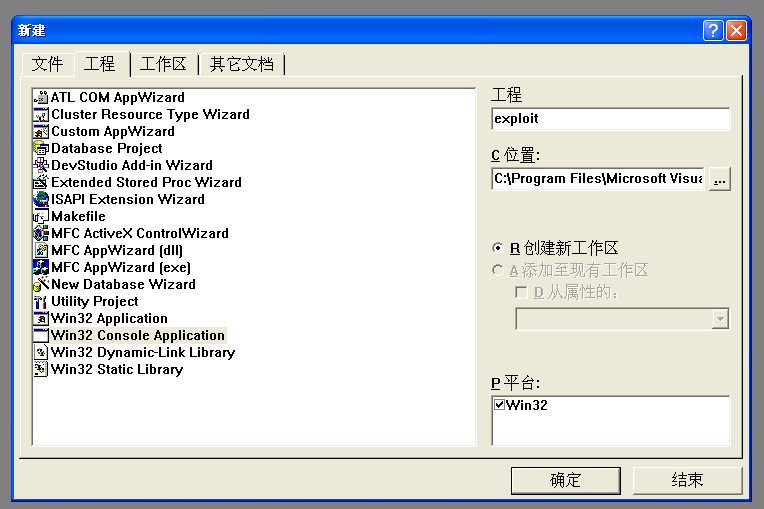 新建
文件 工程 工作区 其它文档
ATL COM AppWizard
Cluster Resource Type Wizard
Custom AppWizard
Database Project
DevStudio Add-in Wizard
Extended Stored Proc Wizard
ISAPI Extension Wizard
Makefile
MFC ActiveX ControlWizard
MFC AppWizard (dll)
MFC AppWizard (exe)
New Database Wizard
Utility Project
Win32 Application
Win32 Console Application
Win32 Dynamic-Link Library
Win32 Static Library
工程
exploit
C 位置:
C:\Program Files\Microsoft Visua
...
R 创建新工作区
A 添加至现有工作区
D 从属性的:
P 平台:
Win32
确定 结束